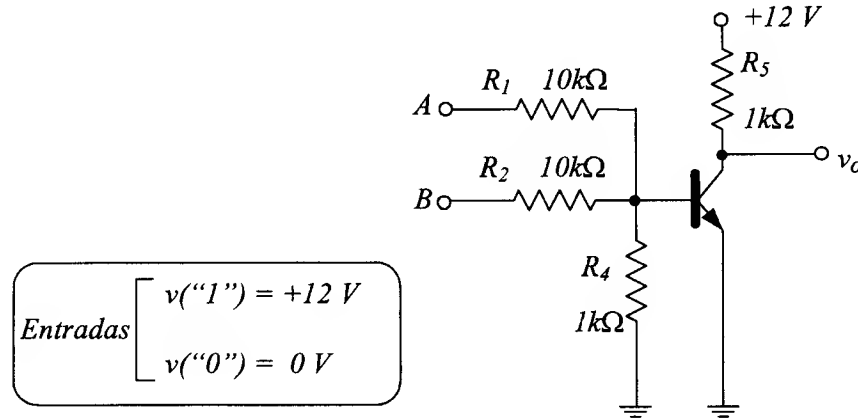 +12 V
R5
1kΩ
R1 10kΩ
A
R2 10kΩ
B
vo
R4
1kΩ
Entradas
v("1") = +12 V
v("0") = 0 V